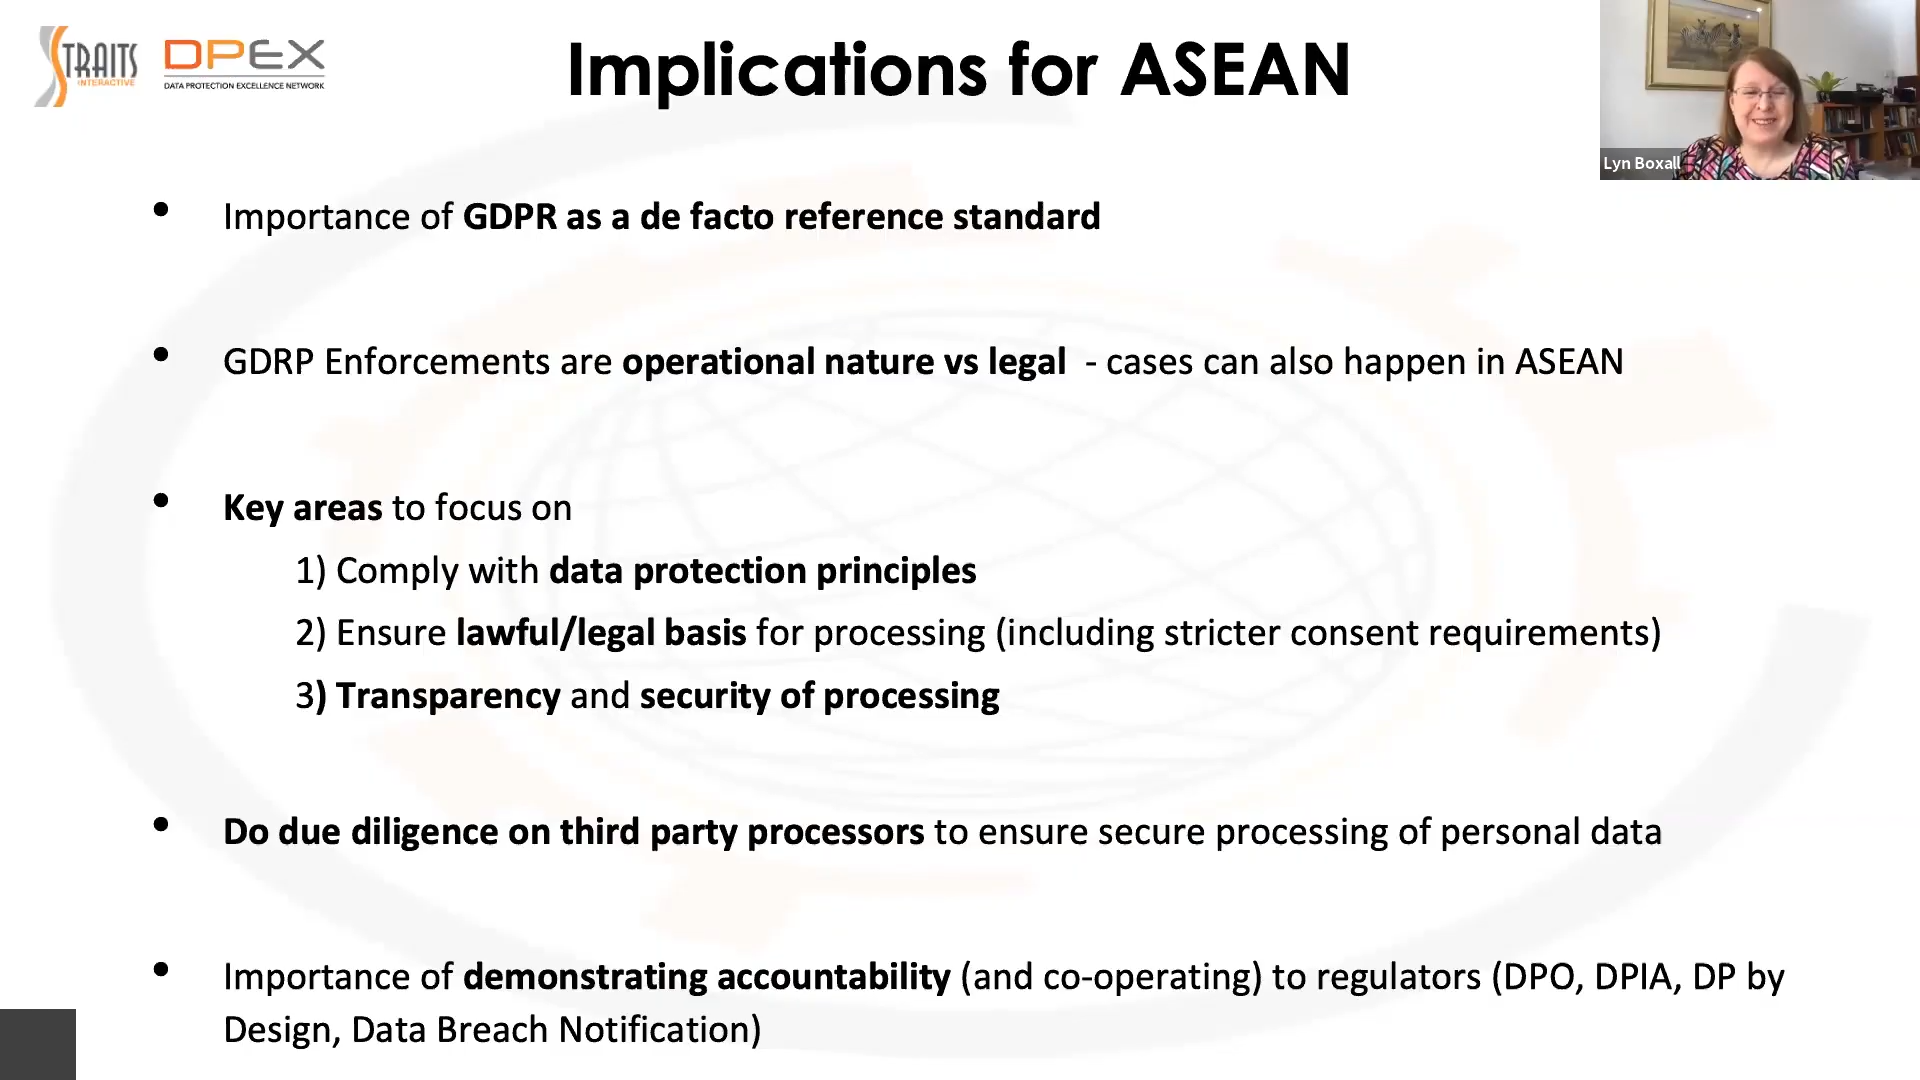 STRAITS
INTERACTIVE
DPEX
DATA PROTECTION EXCELLENCE NETWORK
Implications for ASEAN
Lyn Boxall
• Importance of GDPR as a de facto reference standard
• GDRP Enforcements are operational nature vs legal - cases can also happen in ASEAN
• Key areas to focus on
1) Comply with data protection principles
2) Ensure lawful/legal basis for processing (including stricter consent requirements)
3) Transparency and security of processing
• Do due diligence on third party processors to ensure secure processing of personal data
• Importance of demonstrating accountability (and co-operating) to regulators (DPO, DPIA, DP by
Design, Data Breach Notification)